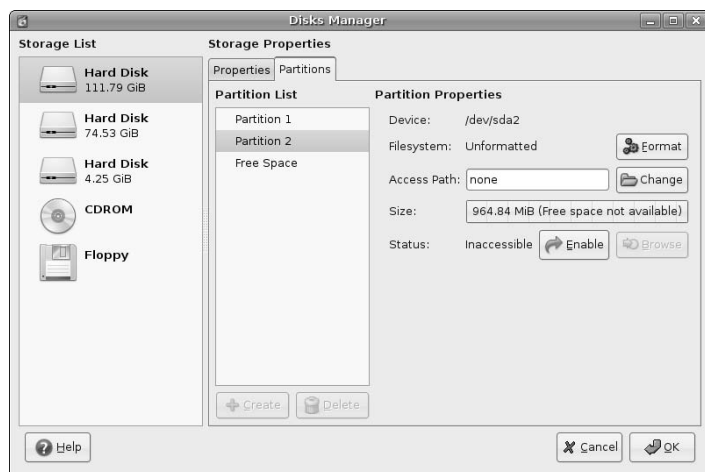 Disks Manager
Storage List
Hard Disk
111.79 GiB
Hard Disk
74.53 GiB
Hard Disk
4.25 GiB
CDROM
Floppy
Storage Properties
Properties
Partitions
Partition List
Partition 1
Partition 2
Free Space
Create
Delete
Partition Properties
Device: /dev/sda2
Filesystem: Unformatted Format
Access Path: none Change
Size: 964.84 MiB (Free space not available)
Status: Inaccessible Enable Browse
Help
Cancel
OK